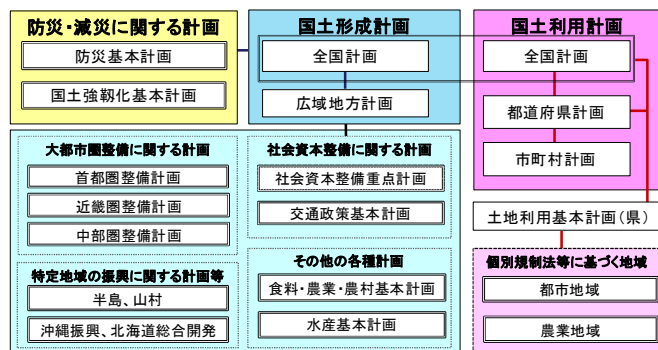 防災・減災に関する計画
防災基本計画
国土強靱化基本計画
国土形成計画
全国計画
広域地方計画
国土利用計画
全国計画
都道府県計画
市町村計画
大都市圏整備に関する計画
首都圏整備計画
近畿圏整備計画
中部圏整備計画
社会資本整備に関する計画
社会資本整備重点計画
交通政策基本計画
土地利用基本計画(県)
特定地域の振興に関する計画等
半島、山村
沖縄振興、北海道総合開発
その他の各種計画
食料・農業・農村基本計画
水産基本計画
個別規制法等に基づく地域
都市地域
農業地域